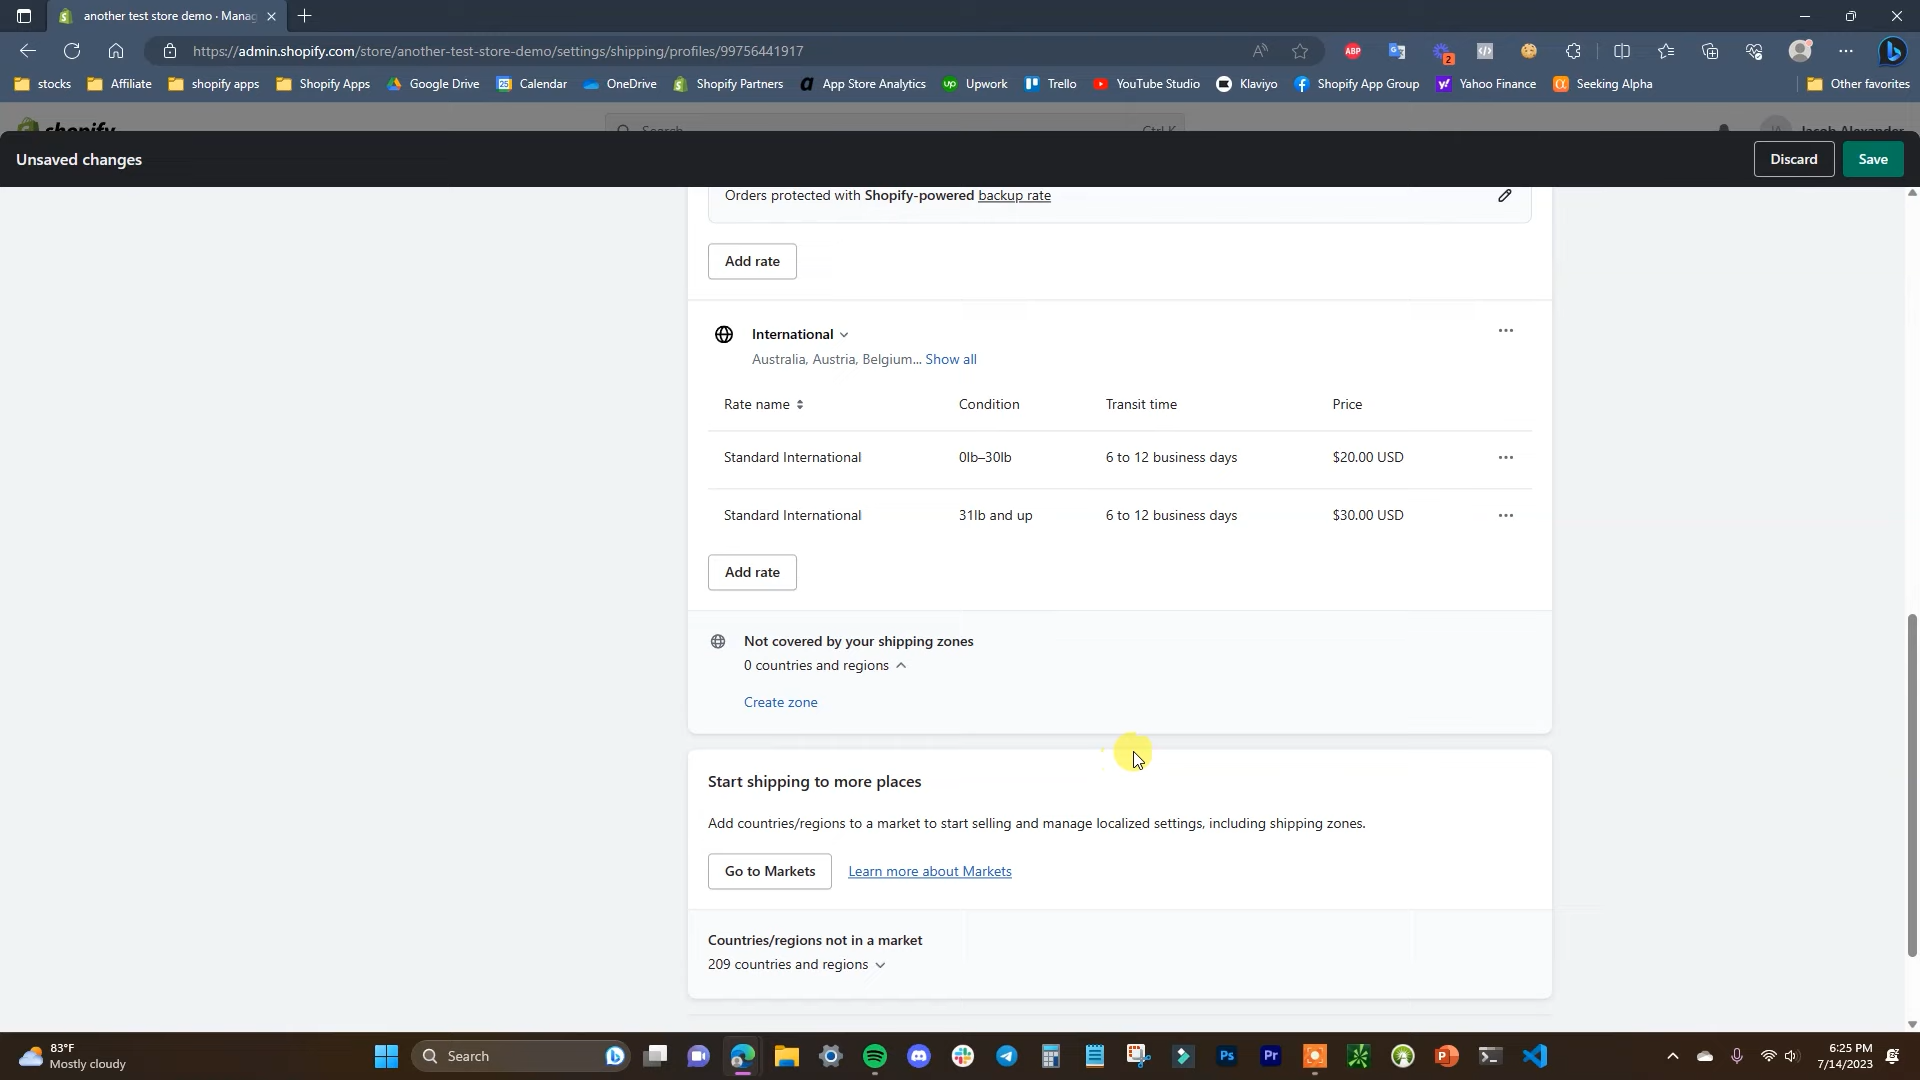 another test store demo · Manag
https://admin.shopify.com/store/another-test-store-demo/settings/shipping/profiles/99756441917
ABP
2
stocks
Affiliate
shopify apps
Shopify Apps
Google Drive
Calendar
OneDrive
Shopify Partners
App Store Analytics
Upwork
Trello
YouTube Studio
Klaviyo
Shopify App Group
Yahoo Finance
Seeking Alpha
Other favorites
shopify
Search
Ctrl K
Jacob Alexander
Unsaved changes
Discard
Save
Orders protected with Shopify-powered backup rate
Add rate
International
Australia, Austria, Belgium... Show all
Rate name Condition Transit time Price
Standard International 0lb–30lb 6 to 12 business days $20.00 USD
Standard International 31lb and up 6 to 12 business days $30.00 USD
Add rate
Not covered by your shipping zones
0 countries and regions
Create zone
Start shipping to more places
Add countries/regions to a market to start selling and manage localized settings, including shipping zones.
Go to Markets
Learn more about Markets
Countries/regions not in a market
209 countries and regions
83°F
Mostly cloudy
Search
Ps
Pr
6:25 PM
7/14/2023